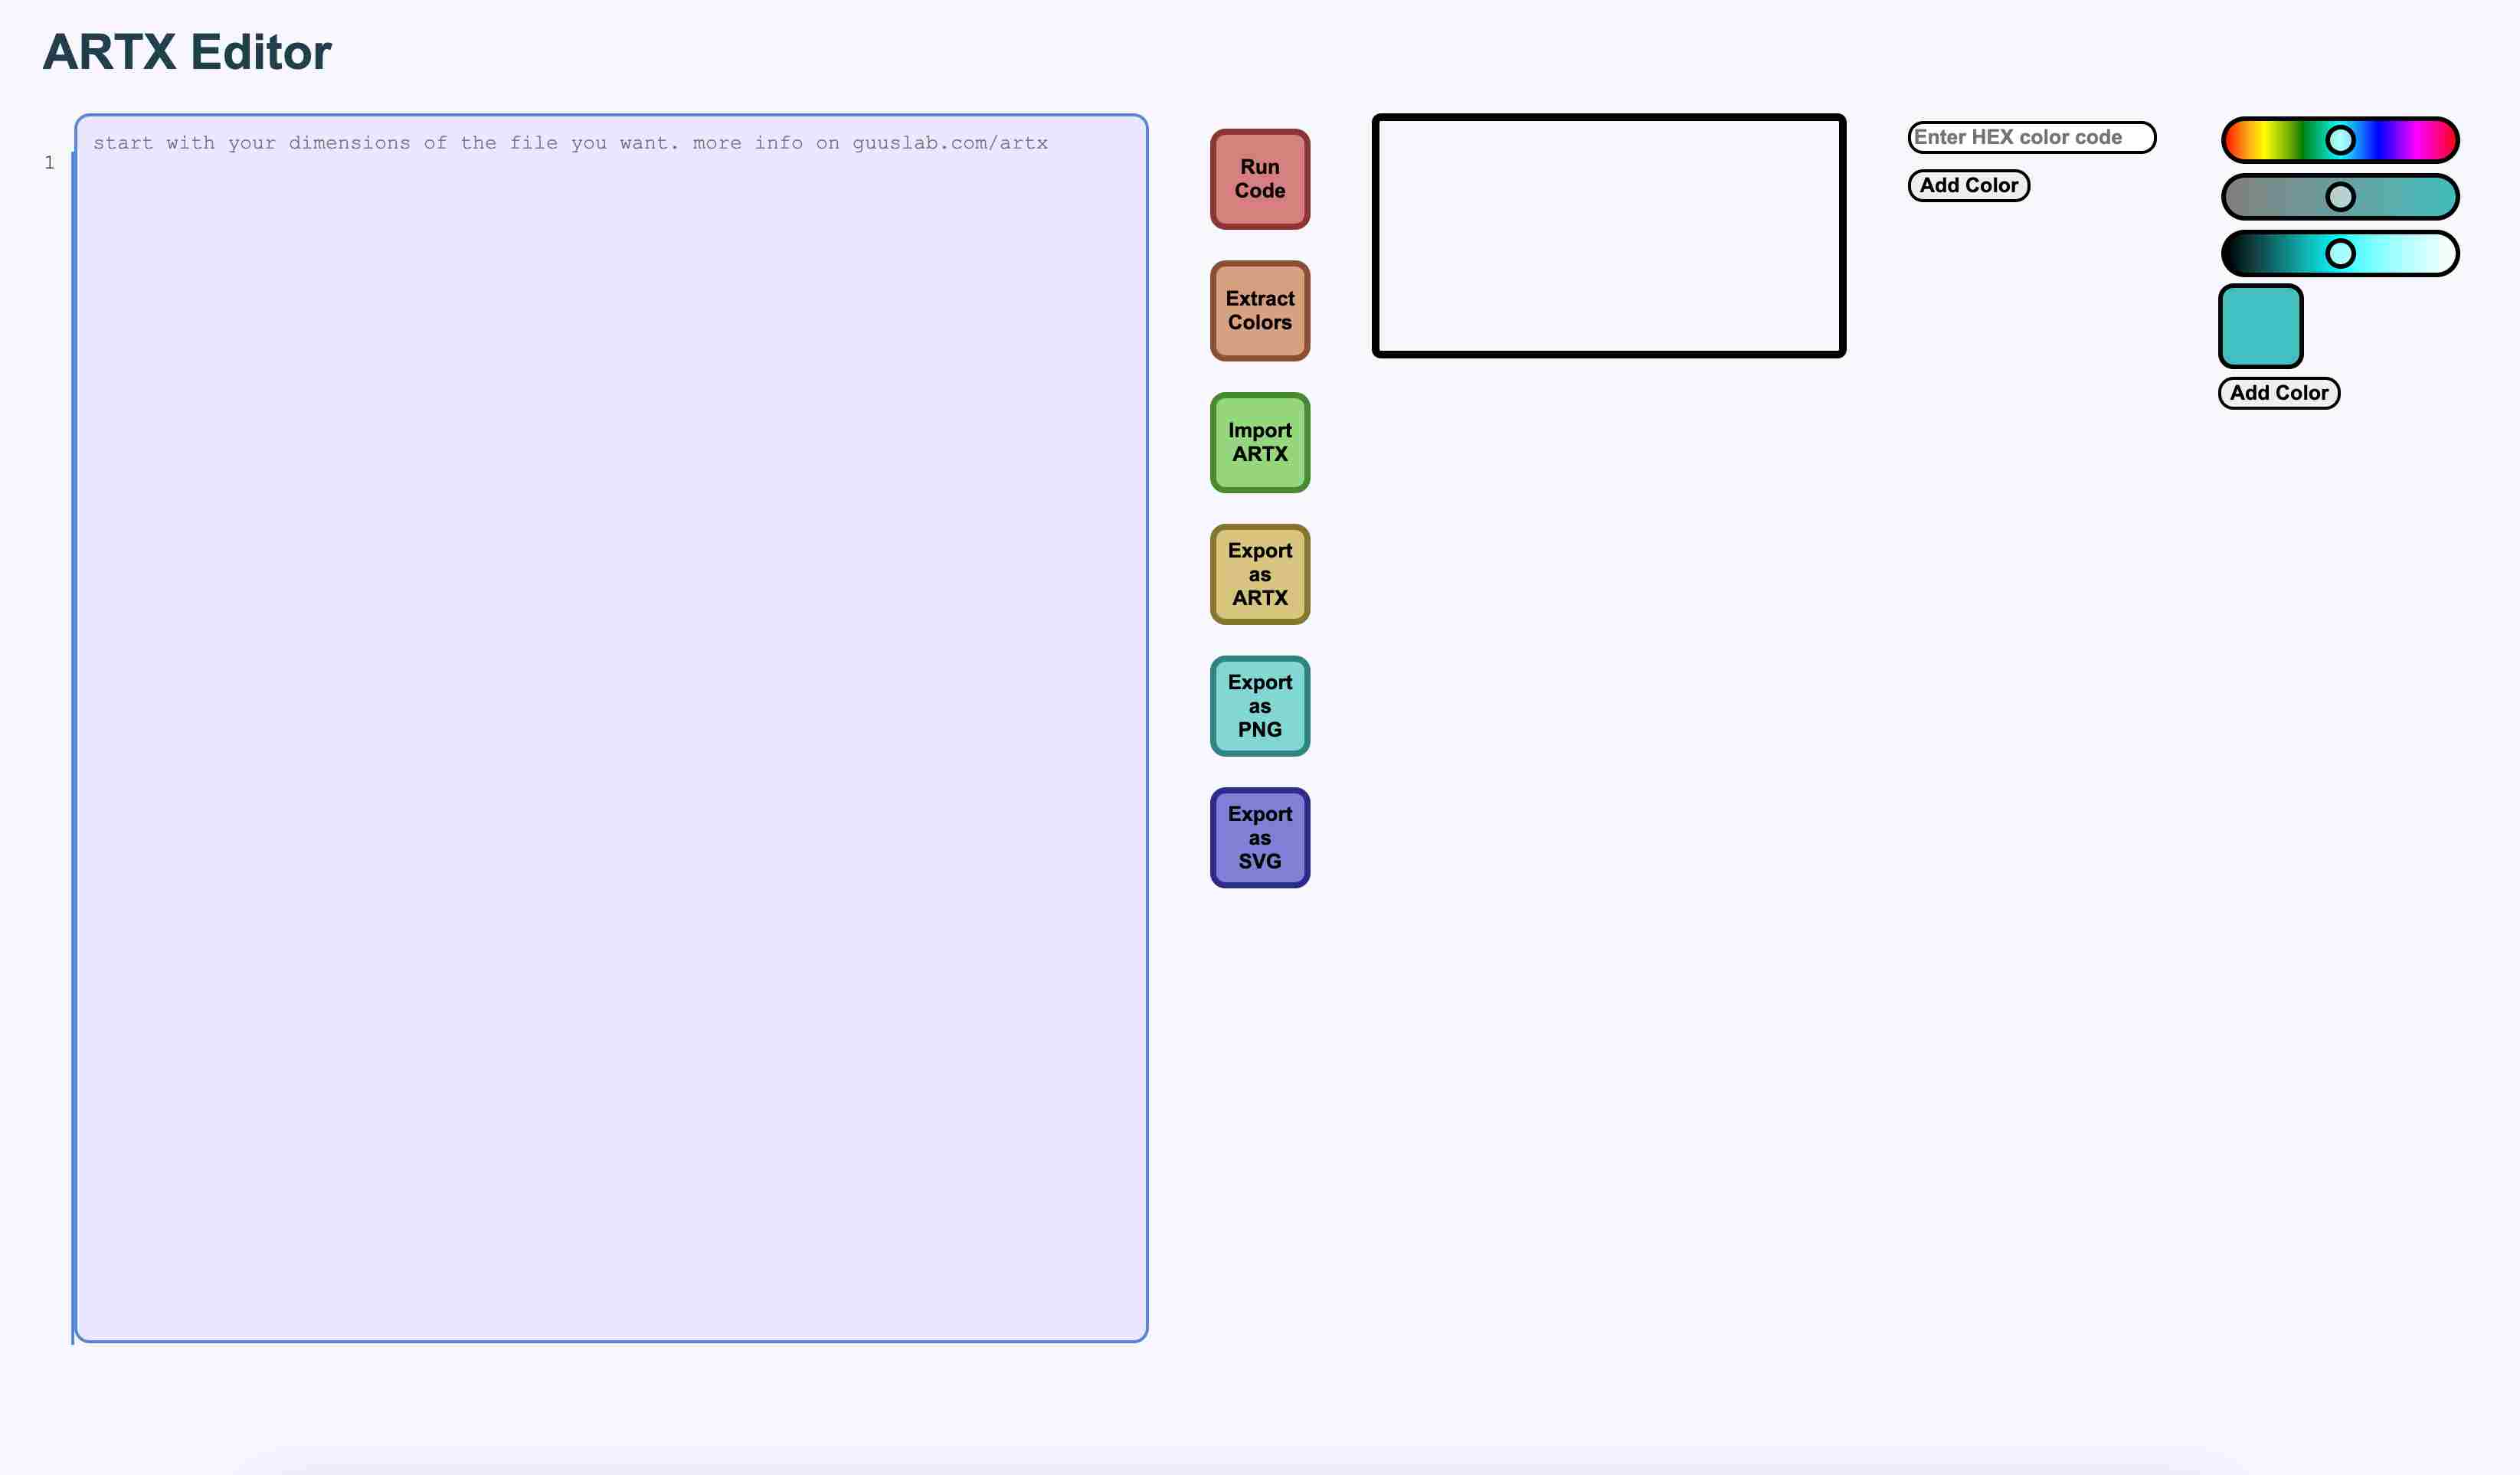 ARTX Editor
1
start with your dimensions of the file you want. more info on guuslab.com/artx
Run
Code
Extract
Colors
Import
ARTX
Export
as
ARTX
Export
as
PNG
Export
as
SVG
Enter HEX color code
Add Color
Add Color